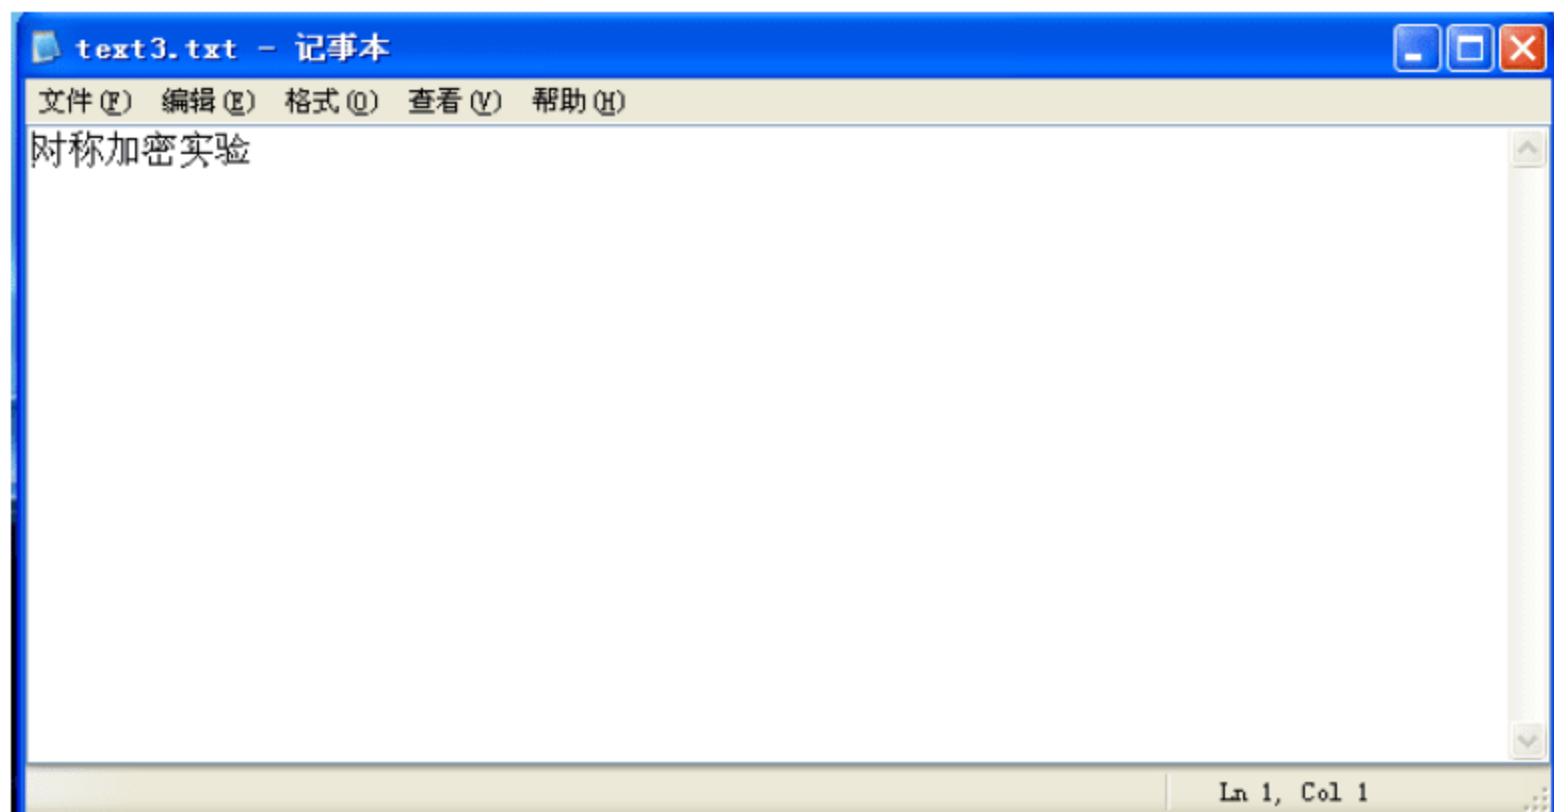 text3.txt - 记事本
文件(F) 编辑(E) 格式(O) 查看(V) 帮助(H)
对称加密实验
Ln 1, Col 1